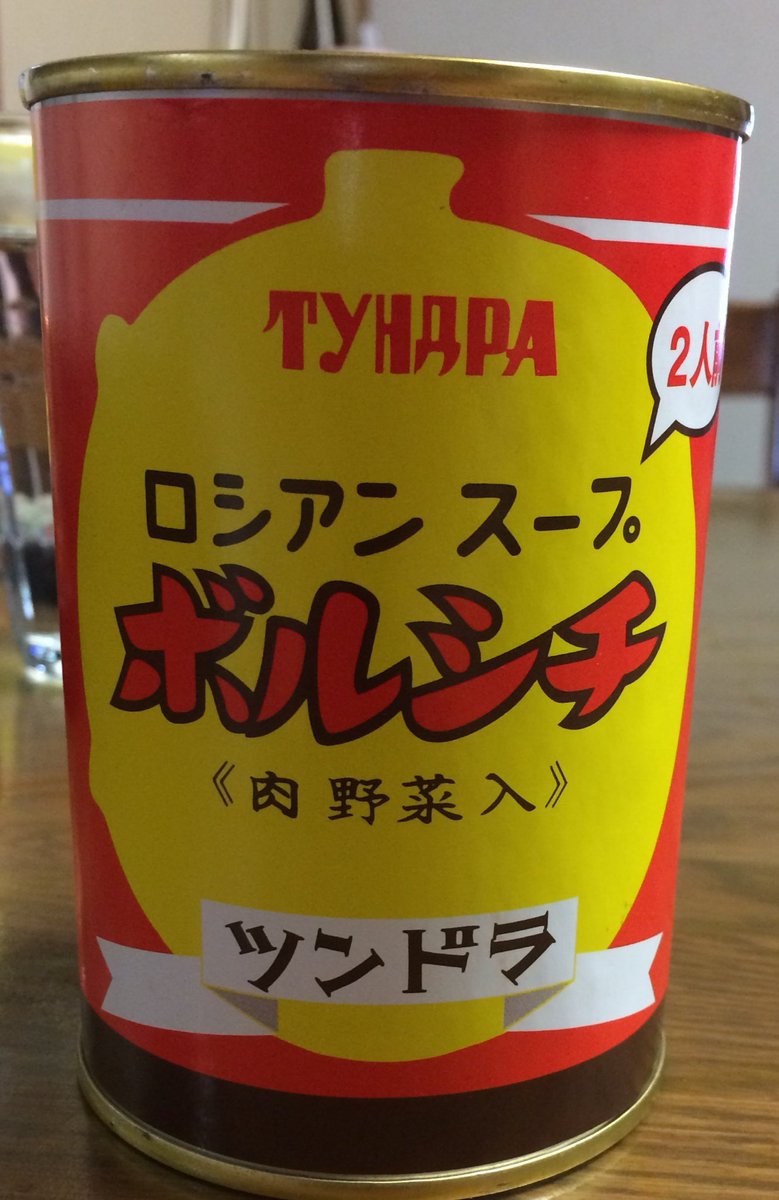 ТУНДРА
2人前
ロシアン スープ
ボルシチ
《肉野菜入》
ツンドラ